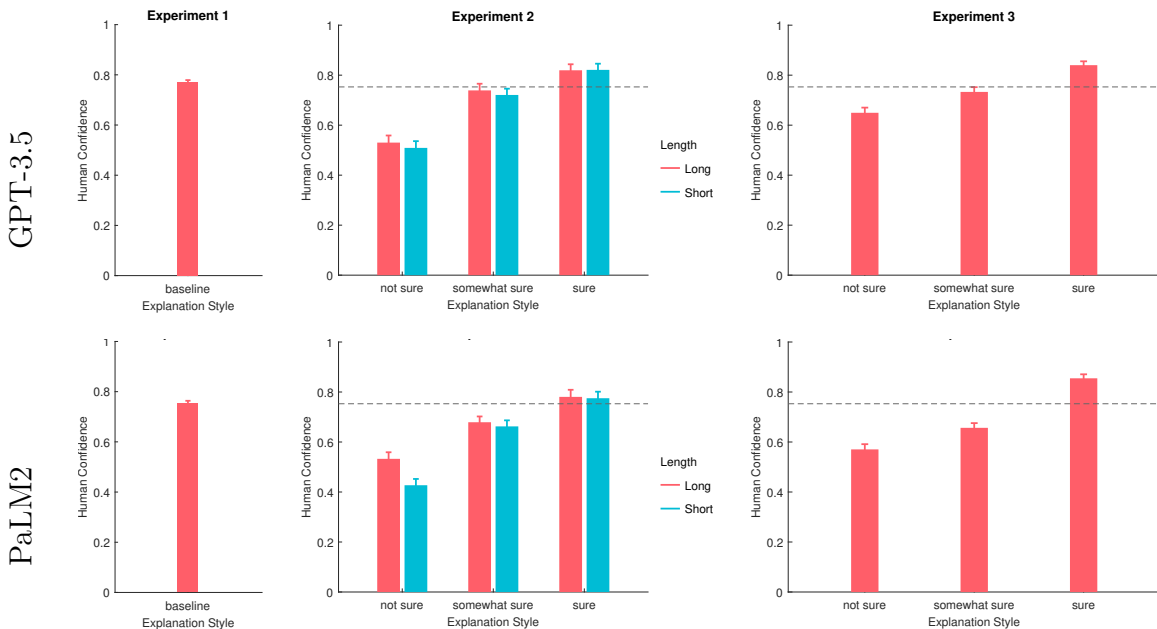 GPT-3.5
Experiment 1
Human Confidence
1
0.8
0.6
0.4
0.2
0
baseline
Explanation Style
Experiment 2
Human Confidence
1
0.8
0.6
0.4
0.2
0
not sure somewhat sure sure
Explanation Style
Length
Long
Short
Experiment 3
Human Confidence
1
0.8
0.6
0.4
0.2
0
not sure somewhat sure sure
Explanation Style
PaLM2
Human Confidence
1
0.8
0.6
0.4
0.2
0
baseline
Explanation Style
Human Confidence
1
0.8
0.6
0.4
0.2
0
not sure somewhat sure sure
Explanation Style
Length
Long
Short
Human Confidence
1
0.8
0.6
0.4
0.2
0
not sure somewhat sure sure
Explanation Style